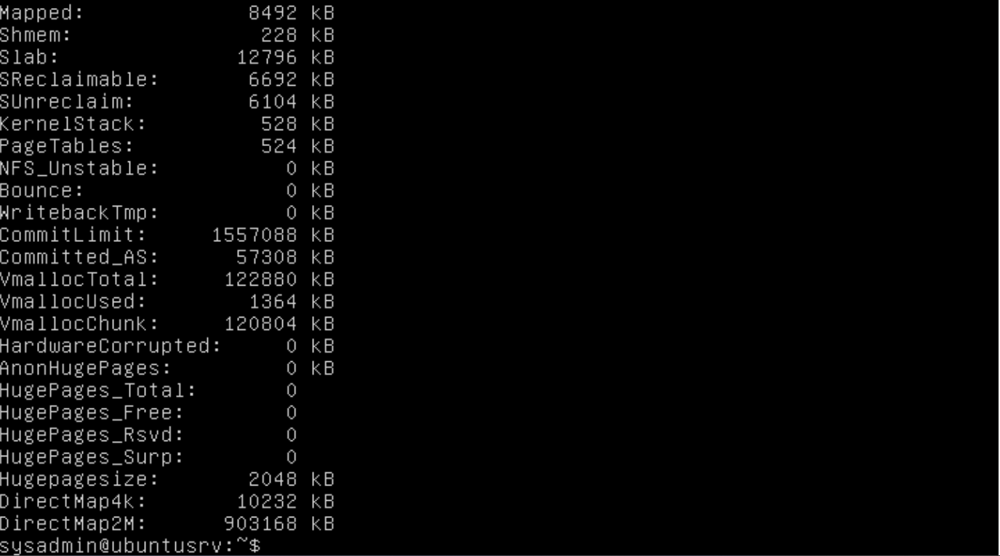 Mapped: 8492 kB
Shmem: 228 kB
Slab: 12796 kB
SReclaimable: 6692 kB
SUnreclaim: 6104 kB
KernelStack: 528 kB
PageTables: 524 kB
NFS_Unstable: 0 kB
Bounce: 0 kB
WritebackTmp: 0 kB
CommitLimit: 1557088 kB
Committed_AS: 57308 kB
VmallocTotal: 122880 kB
VmallocUsed: 1364 kB
VmallocChunk: 120804 kB
HardwareCorrupted: 0 kB
AnonHugePages: 0 kB
HugePages_Total: 0
HugePages_Free: 0
HugePages_Rsvd: 0
HugePages_Surp: 0
Hugepagesize: 2048 kB
DirectMap4k: 10232 kB
DirectMap2M: 903168 kB
sysadmin@ubuntusrv:~$